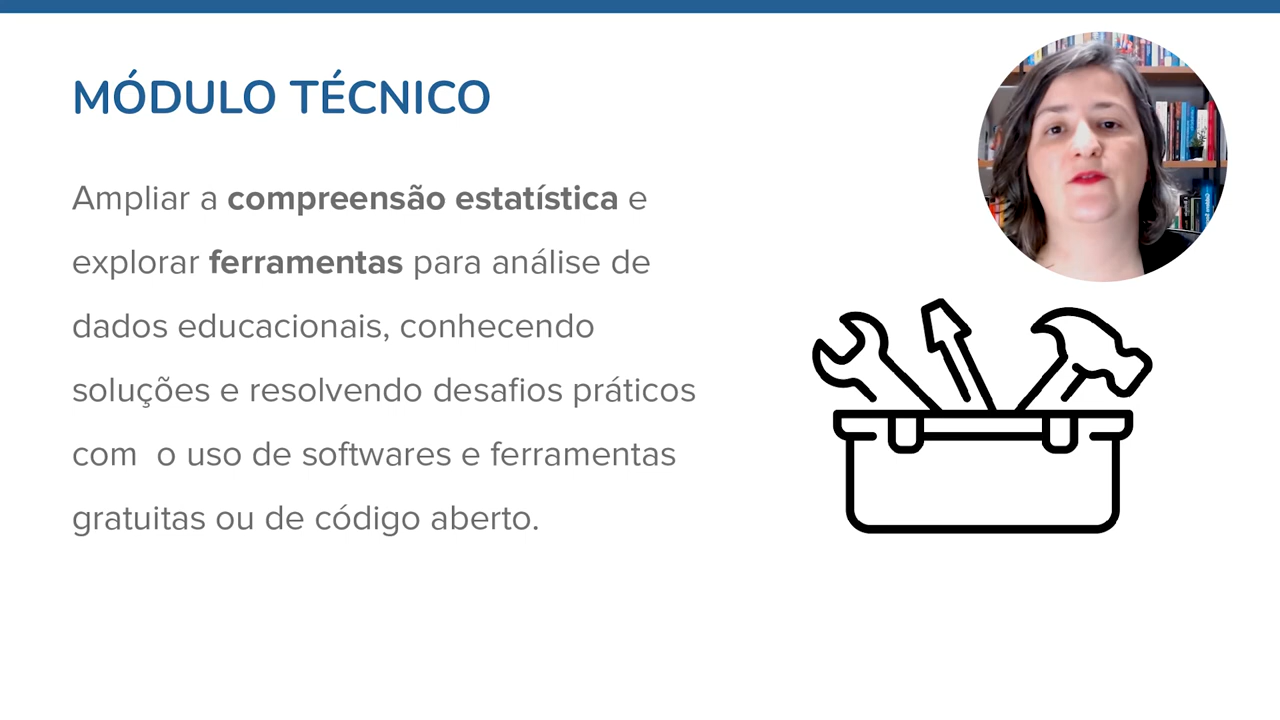 MÓDULO TÉCNICO
Ampliar a compreensão estatística e
explorar ferramentas para análise de
dados educacionais, conhecendo
soluções e resolvendo desafios práticos
com  o uso de softwares e ferramentas
gratuitas ou de código aberto.